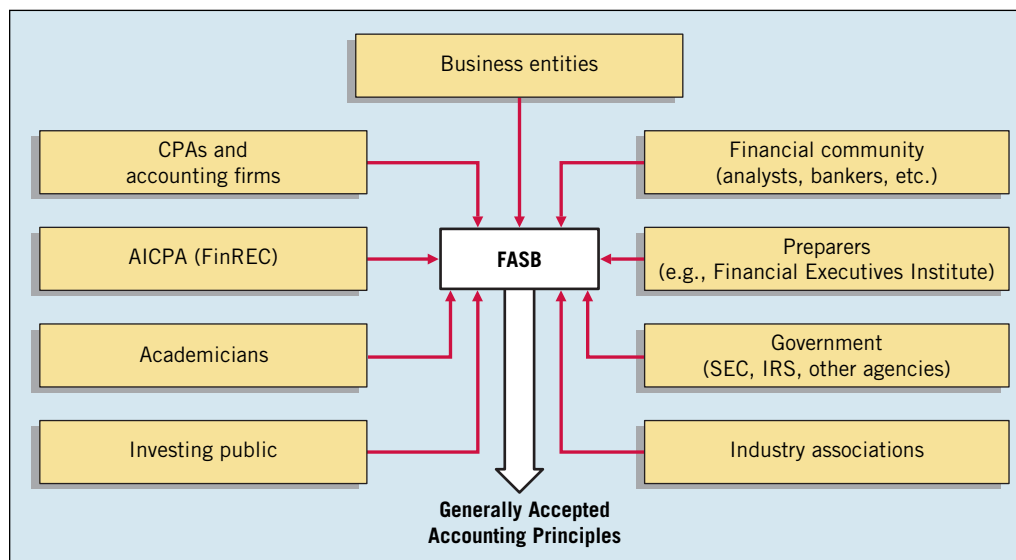 Business entities
CPAs and
accounting firms
Financial community
(analysts, bankers, etc.)
AICPA (FinREC)
FASB
Preparers
(e.g., Financial Executives Institute)
Academicians
Government
(SEC, IRS, other agencies)
Investing public
Industry associations
Generally Accepted
Accounting Principles